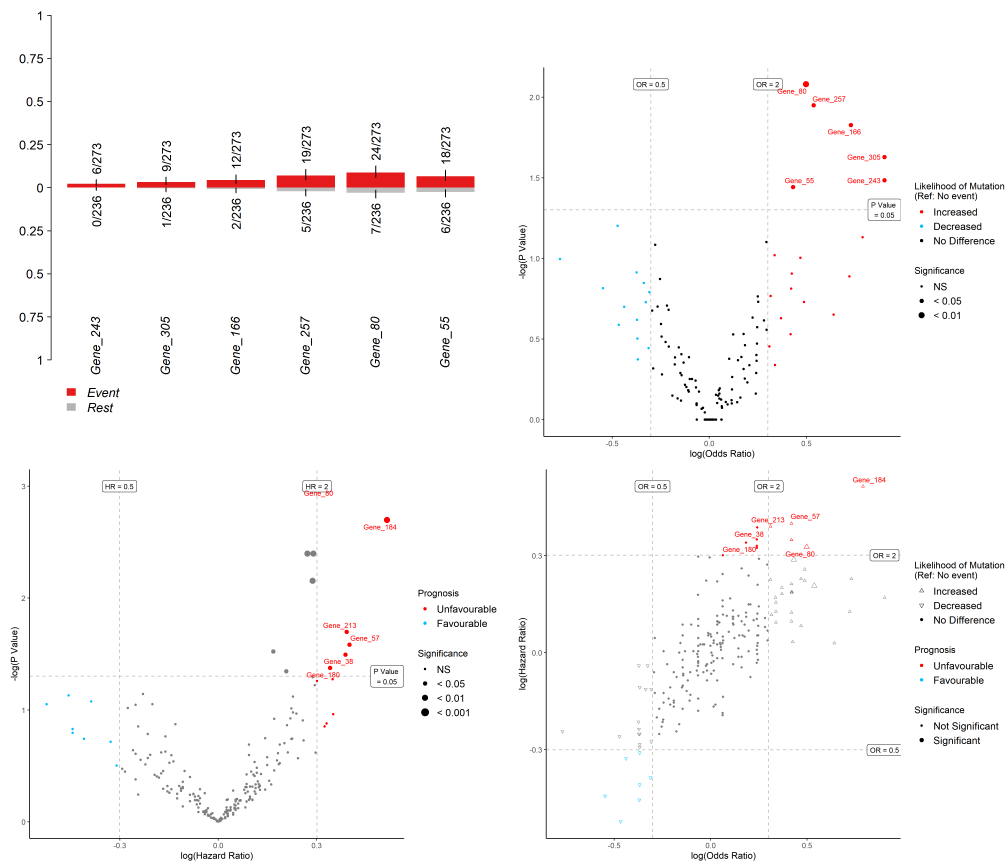 1
0.75
0.5
0.25
0
0.25
0.5
0.75
1
6/273
9/273
12/273
19/273
24/273
18/273
0/236
1/236
2/236
5/236
7/236
6/236
Gene_243
Gene_305
Gene_166
Gene_257
Gene_80
Gene_55
Event
Rest
-log(P Value)
2.0
1.5
1.0
0.5
0.0
OR = 0.5
OR = 2
Gene_80
Gene_257
Gene_166
Gene_305
Gene_243
Gene_55
P Value
= 0.05
-0.5
0.0
0.5
log(Odds Ratio)
Likelihood of Mutation
(Ref: No event)
Increased
Decreased
No Difference
Significance
NS
< 0.05
< 0.01
-log(P Value)
3
2
1
0
HR = 0.5
HR = 2
Gene_80
Gene_184
Gene_213
Gene_57
Gene_38
Gene_180
P Value
= 0.05
-0.3
0.0
0.3
log(Hazard Ratio)
Prognosis
Unfavourable
Favourable
Significance
NS
< 0.05
< 0.01
< 0.001
log(Hazard Ratio)
0.3
0.0
-0.3
OR = 0.5
OR = 2
Gene_184
Gene_213
Gene_57
Gene_38
Gene_180
Gene_80
OR = 2
OR = 0.5
-0.5
0.0
0.5
log(Odds Ratio)
Likelihood of Mutation
(Ref: No event)
Increased
Decreased
No Difference
Prognosis
Unfavourable
Favourable
Significance
Not Significant
Significant